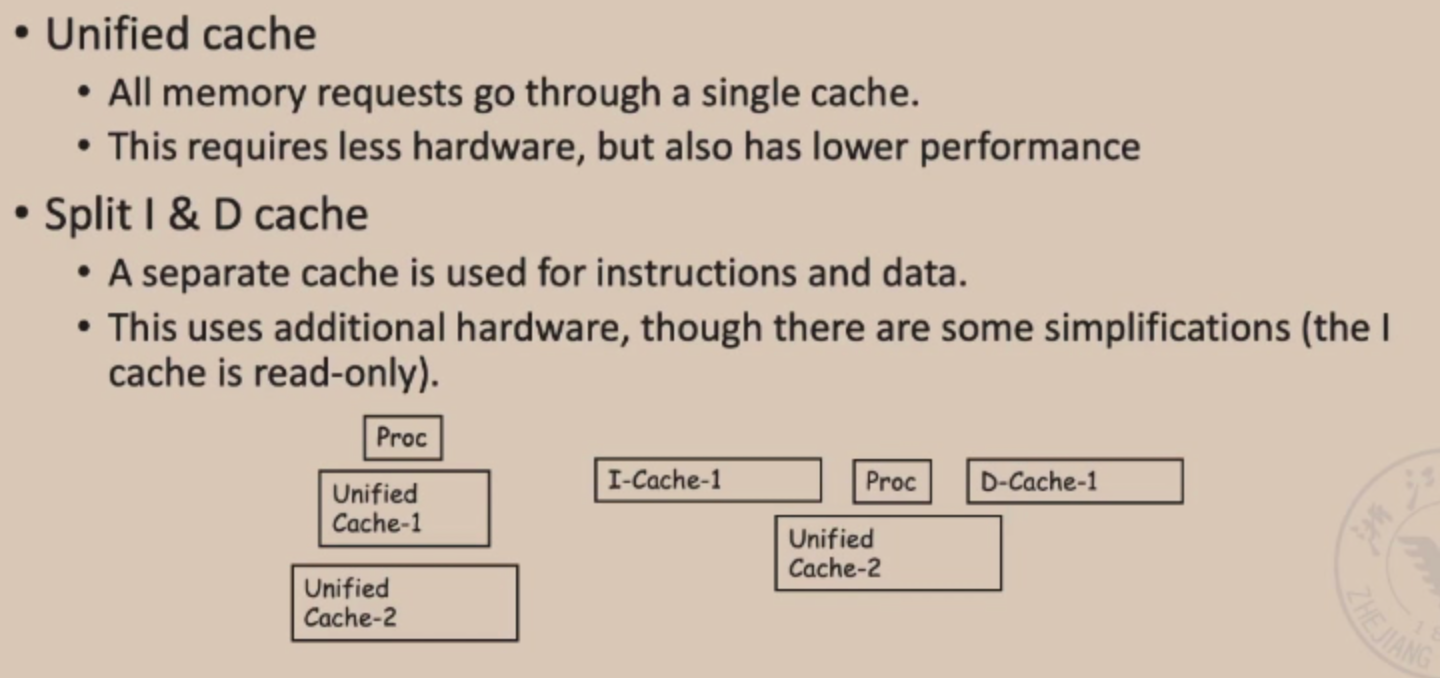 • Unified cache
• All memory requests go through a single cache.
• This requires less hardware, but also has lower performance
• Split I & D cache
• A separate cache is used for instructions and data.
• This uses additional hardware, though there are some simplifications (the I
cache is read-only).
Proc
Unified
Cache-1
Unified
Cache-2
I-Cache-1
Proc
D-Cache-1
Unified
Cache-2
浙
ZHEJIANG